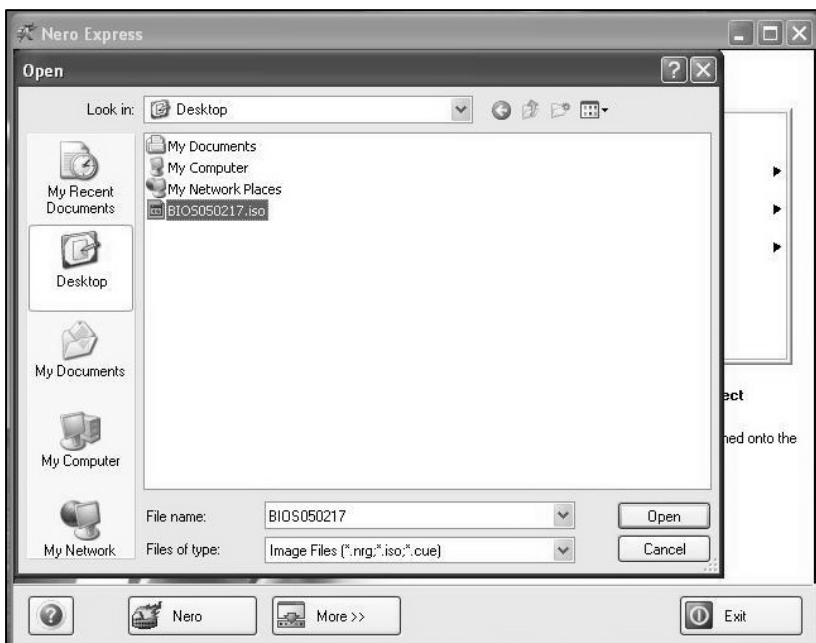 Nero Express
Open
Look in: Desktop
My Documents
My Computer
My Network Places
BIOS050217.iso
My Recent
Documents
Desktop
My Documents
My Computer
My Network
File name: BIOS050217 Open
Files of type: Image Files (*.nrg;*.iso;*.cue) Cancel
ect
ned onto the
Nero More >> Exit